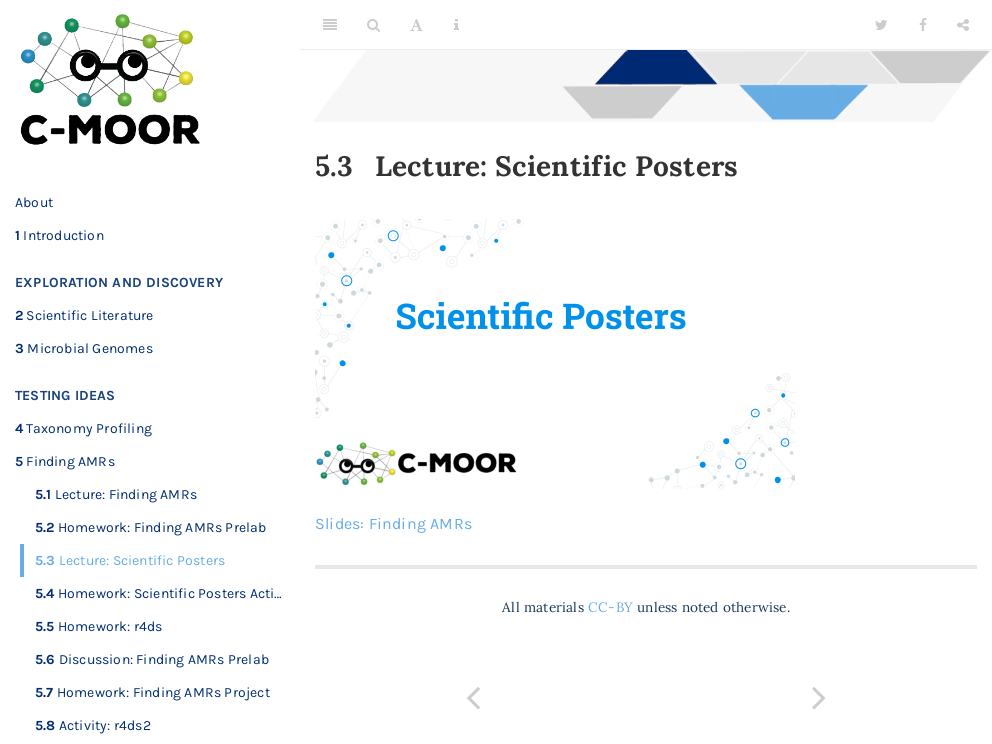 C-MOOR
About
1 Introduction
EXPLORATION AND DISCOVERY
2 Scientific Literature
3 Microbial Genomes
TESTING IDEAS
4 Taxonomy Profiling
5 Finding AMRs
5.1 Lecture: Finding AMRs
5.2 Homework: Finding AMRs Prelab
5.3 Lecture: Scientific Posters
5.4 Homework: Scientific Posters Acti...
5.5 Homework: r4ds
5.6 Discussion: Finding AMRs Prelab
5.7 Homework: Finding AMRs Project
5.8 Activity: r4ds2
A
i
5.3 Lecture: Scientific Posters
Scientific Posters
C-MOOR
Slides: Finding AMRs
All materials CC-BY unless noted otherwise.